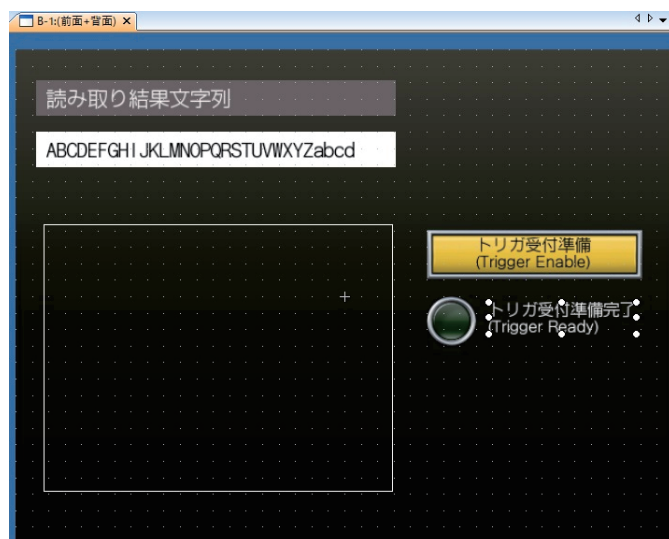 B-1:(前面+背面)
読み取り結果文字列
ABCDEFGHIJKLMNOPQRSTUVWXYZabcd
トリガ受付準備
(Trigger Enable)
トリガ受付準備完了
(Trigger Ready)